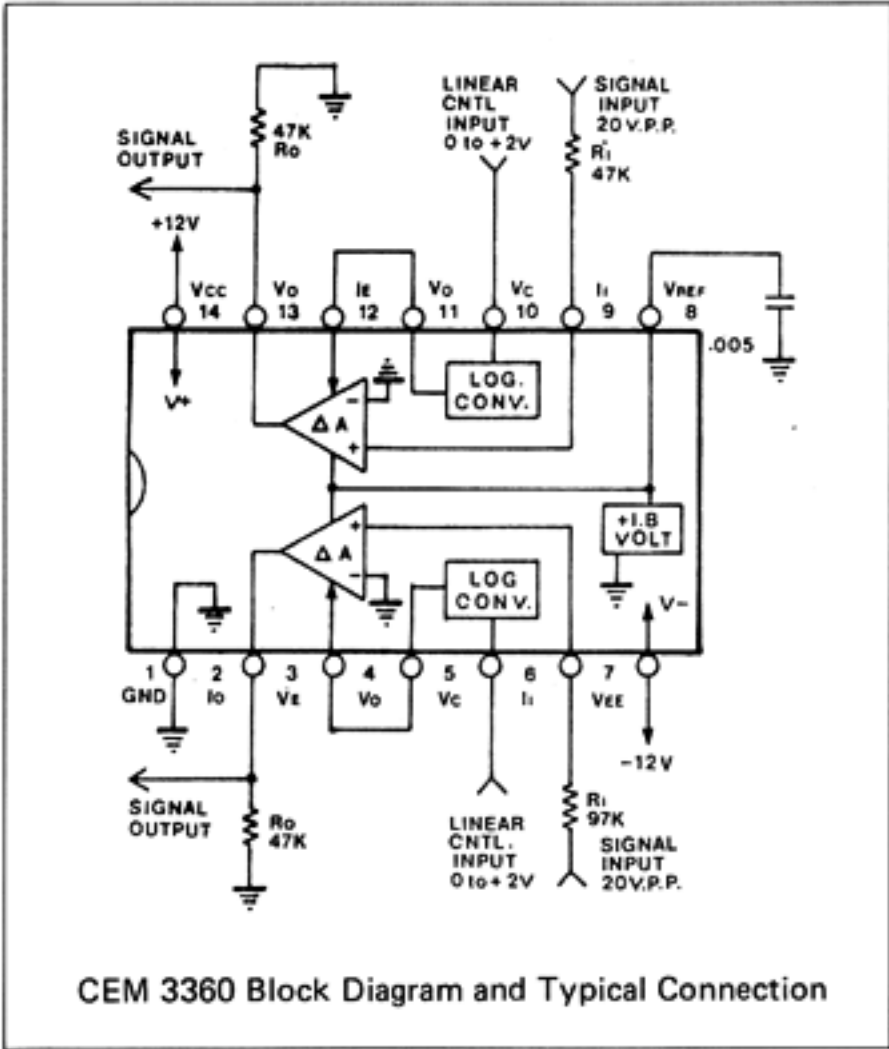 LINEAR
CNTL
INPUT
0 to +2V
SIGNAL
INPUT
20 V.P.P.
47K
Ro
SIGNAL
OUTPUT
Ri
47K
+12V
VCC
14
Vo
13
IE
12
Vo
11
VC
10
Ii
9
VREF
8
.005
V+
LOG.
CONV.
Δ A
−
+
+1.8
VOLT
Δ A
+
−
LOG
CONV.
V-
1
GND
2
Io
3
VE
4
Vo
5
VC
6
Ii
7
VEE
-12V
SIGNAL
OUTPUT
Ro
47K
LINEAR
CNTL.
INPUT
0 to +2V
Ri
97K
SIGNAL
INPUT
20V.P.P.
CEM 3360 Block Diagram and Typical Connection